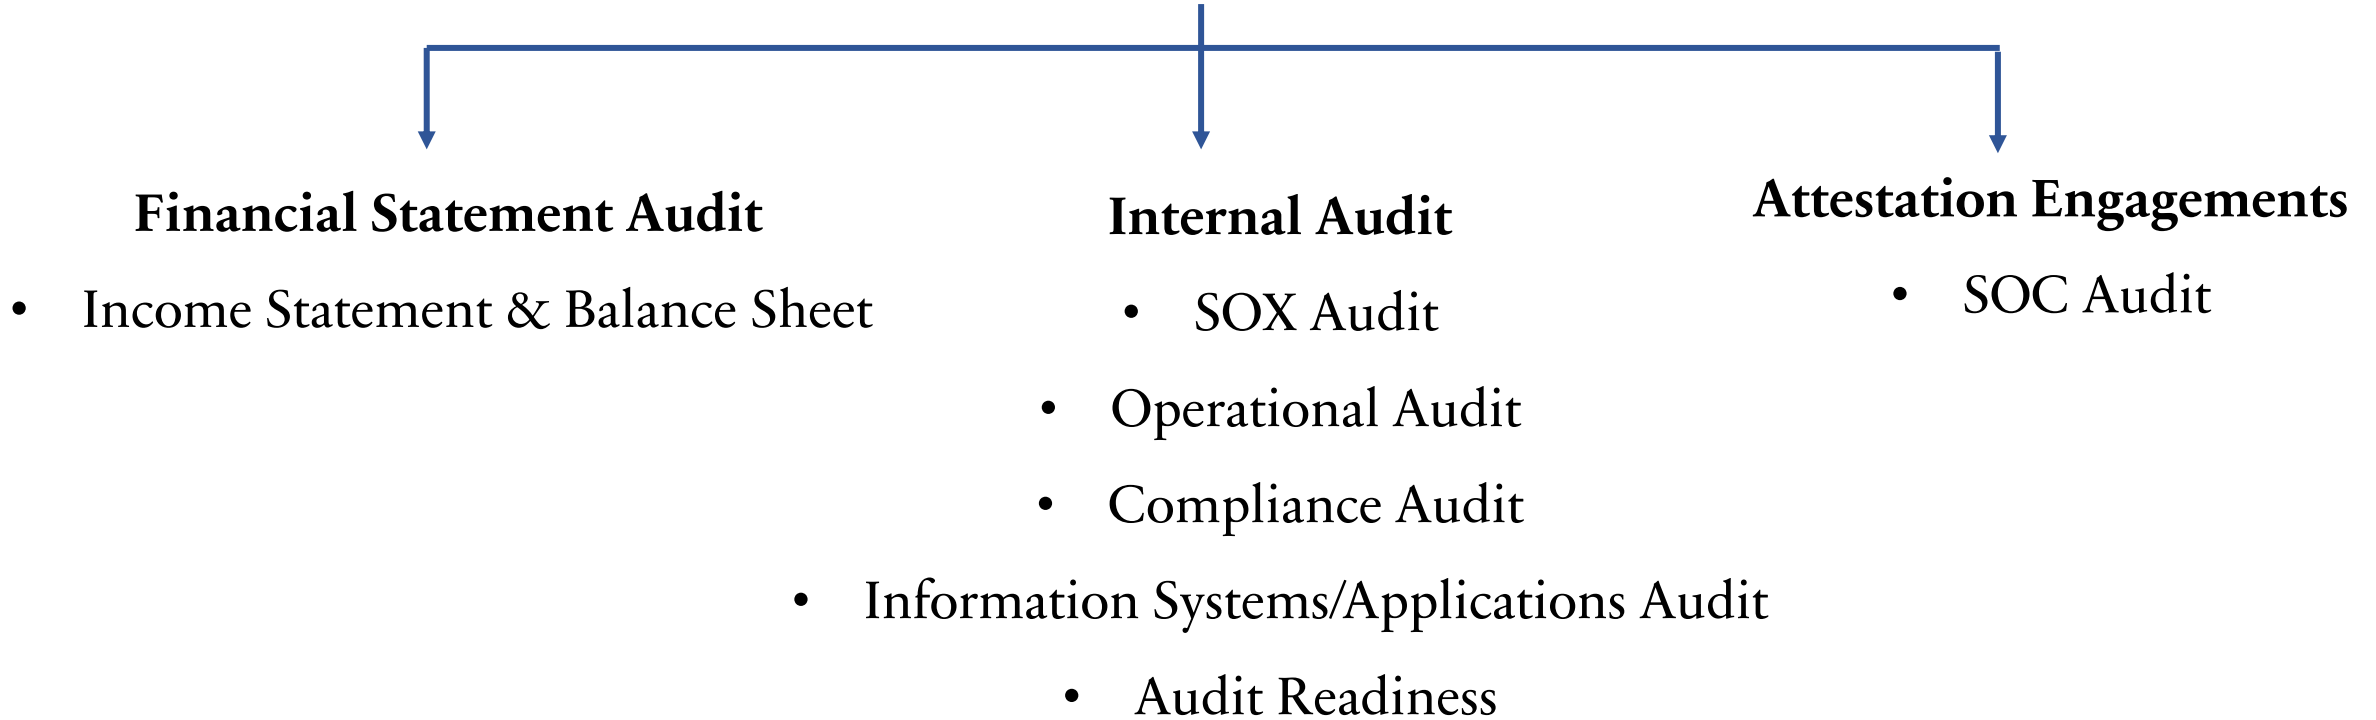 Financial Statement Audit
• Income Statement & Balance Sheet
Internal Audit
• SOX Audit
• Operational Audit
• Compliance Audit
• Information Systems/Applications Audit
• Audit Readiness
Attestation Engagements
• SOC Audit